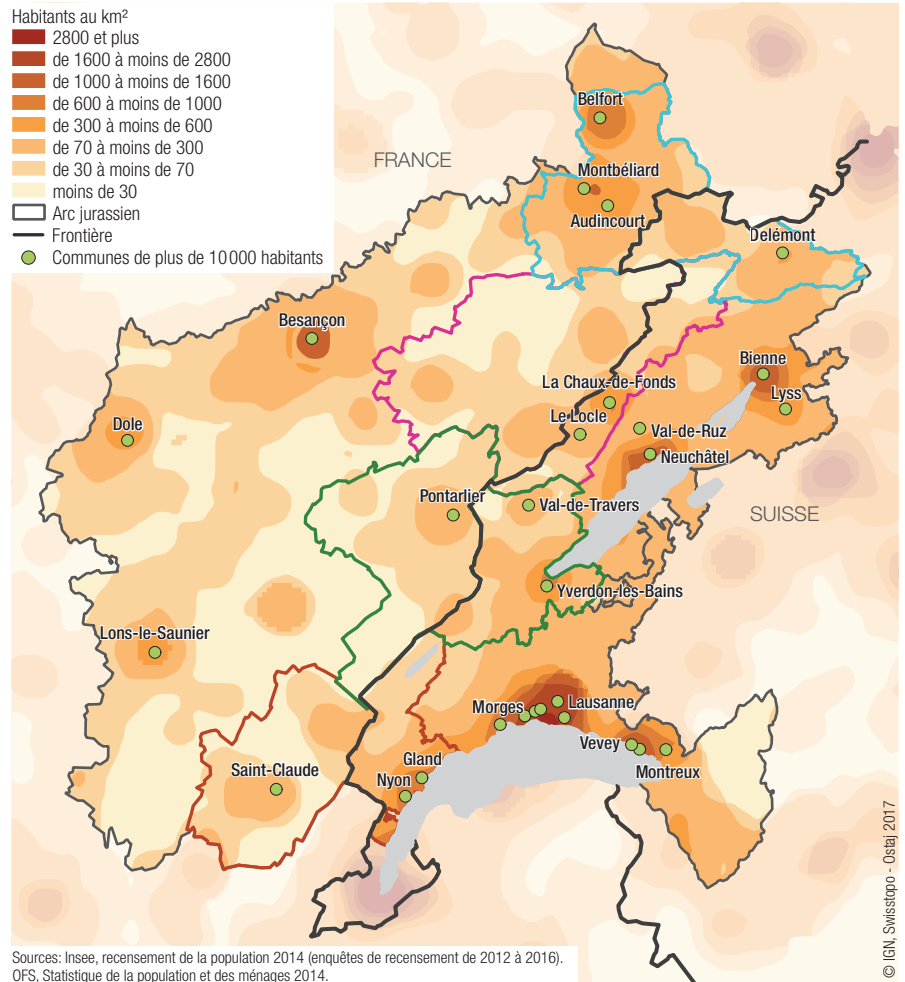 Habitants au km²
2800 et plus
de 1600 à moins de 2800
de 1000 à moins de 1600
de 600 à moins de 1000
de 300 à moins de 600
de 70 à moins de 300
de 30 à moins de 70
moins de 30
Arc jurassien
Frontière
Communes de plus de 10 000 habitants
FRANCE
Belfort
Montbéliard
Audincourt
Delémont
Besançon
Bienne
La Chaux-de-Fonds
Lyss
Dole
Le Locle
Val-de-Ruz
Neuchâtel
Pontarlier
Val-de-Travers
SUISSE
Yverdon-les-Bains
Lons-le-Saunier
Morges
Lausanne
Vevey
Gland
Saint-Claude
Nyon
Montreux
© IGN, Swisstopo - Ostaj 2017
Sources: Insee, recensement de la population 2014 (enquêtes de recensement de 2012 à 2016).
OFS, Statistique de la population et des ménages 2014.